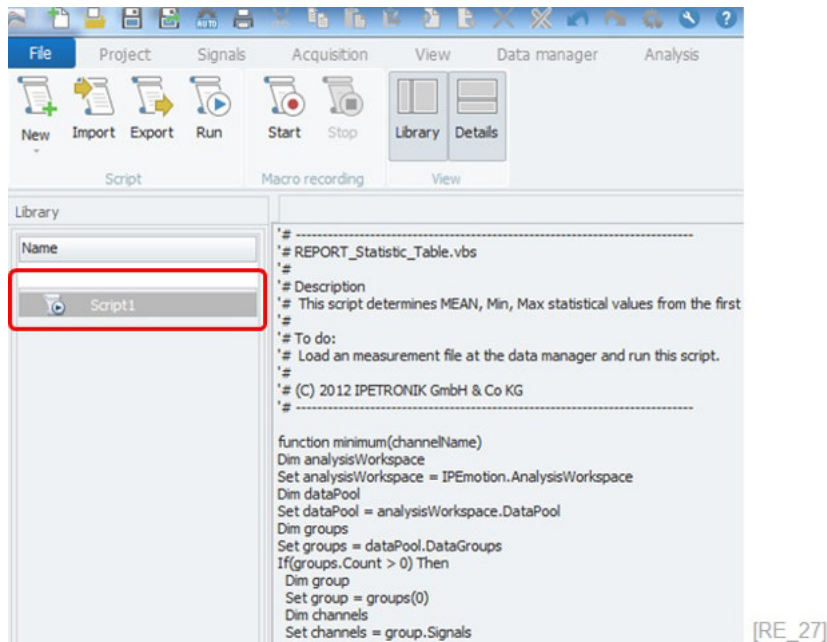 AUTO
File Project Signals Acquisition View Data manager Analysis
New Import Export Run Start Stop Library Details
Script Macro recording View
Library
Name
Script1
'# ----------------------------------------------------------------------
'# REPORT_Statistic_Table.vbs
'#
'# Description
'# This script determines MEAN, Min, Max statistical values from the first
'#
'# To do:
'# Load an measurement file at the data manager and run this script.
'#
'# (C) 2012 IPETRONIK GmbH & Co KG
'# ----------------------------------------------------------------------
function minimum(channelName)
Dim analysisWorkspace
Set analysisWorkspace = IPEmotion.AnalysisWorkspace
Dim dataPool
Set dataPool = analysisWorkspace.DataPool
Dim groups
Set groups = dataPool.DataGroups
If(groups.Count > 0) Then
Dim group
Set group = groups(0)
Dim channels
Set channels = group.Signals
[RE_27]